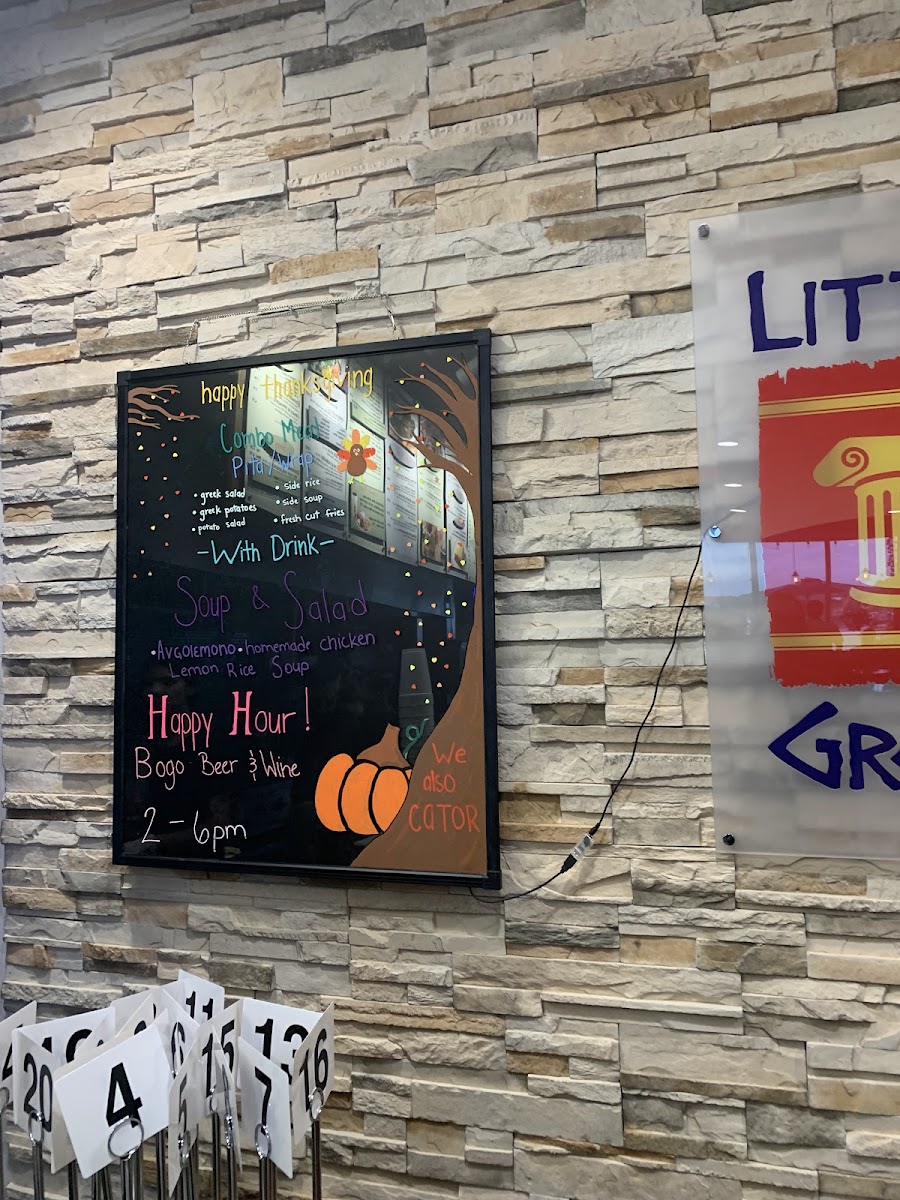 happy thanksgiving
Combo Meal
Pita/Wrap
• greek salad
• greek potatoes
• potato salad
• side rice
• side soup
• fresh cut fries
-With Drink-
Soup & Salad
• Avgolemono • homemade chicken
Lemon Rice Soup
Happy Hour!
Bogo Beer & Wine
2-6pm
We
also
CATOR
LITT
GR
11
20
4
15
7
13
16